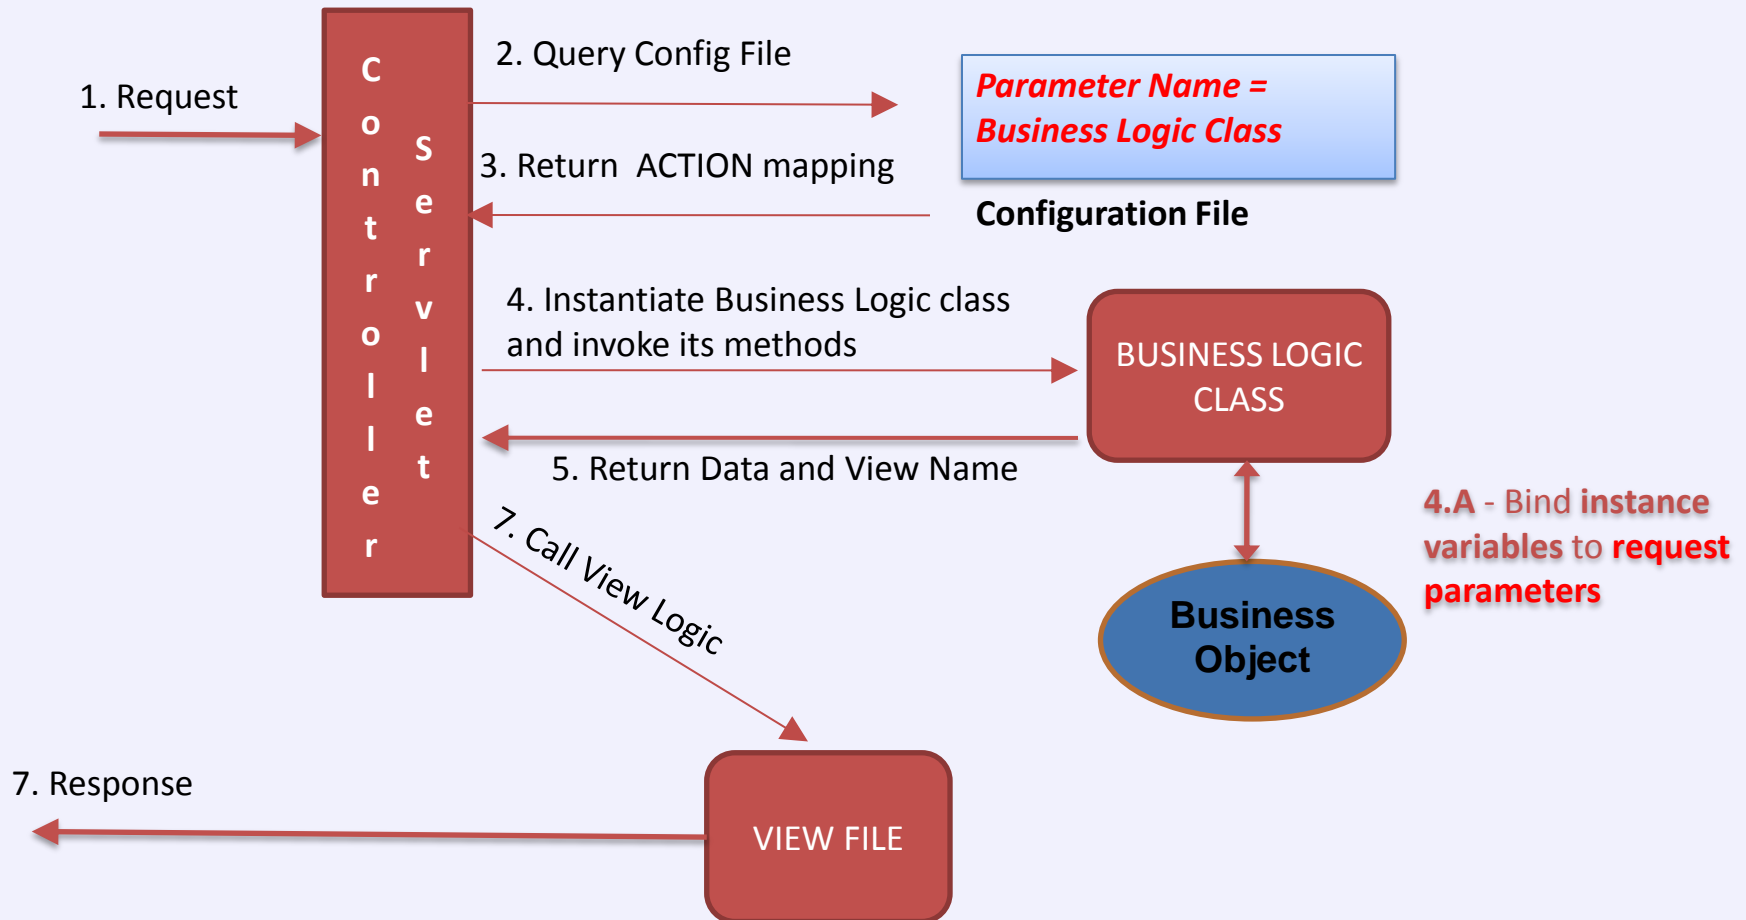 1. Request
Controller
Servlet
2. Query Config File
Parameter Name =
Business Logic Class
3. Return  ACTION mapping
Configuration File
4. Instantiate Business Logic class
and invoke its methods
BUSINESS LOGIC
CLASS
5. Return Data and View Name
4.A - Bind instance
variables to request
parameters
7. Call View Logic
Business
Object
7. Response
VIEW FILE